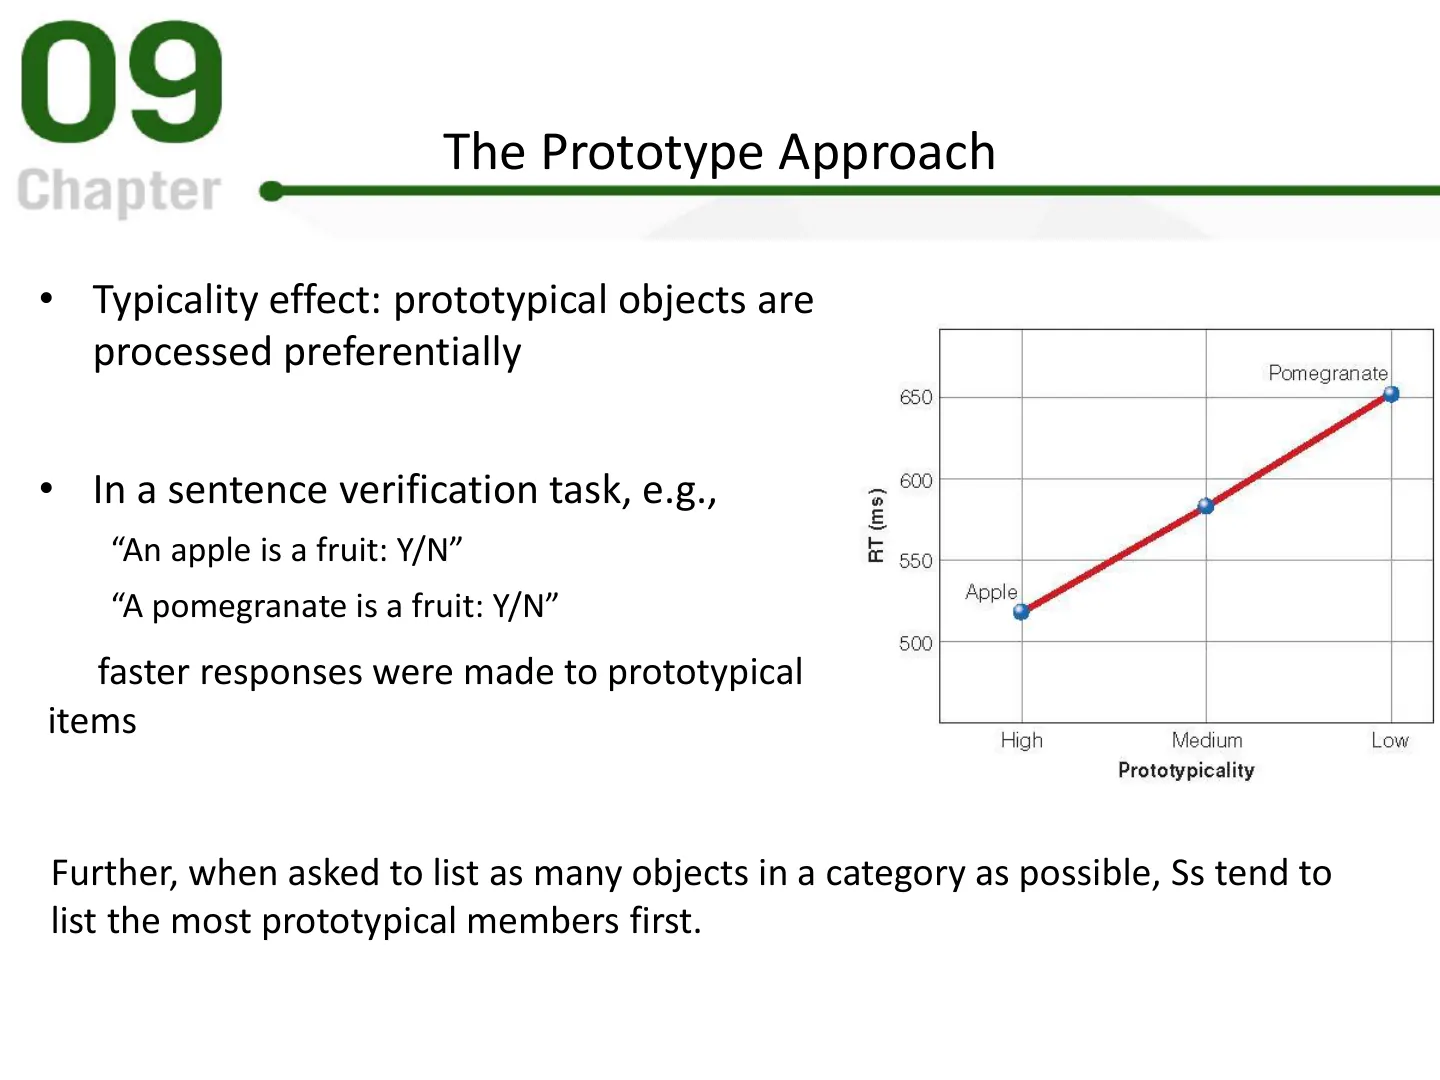 09
Chapter
The Prototype Approach
• Typicality effect: prototypical objects are
processed preferentially
• In a sentence verification task, e.g.,
“An apple is a fruit: Y/N”
“A pomegranate is a fruit: Y/N”
faster responses were made to prototypical
items
Pomegranate
650
600
RT (ms)
550
Apple
500
High Medium Low
Prototypicality
Further, when asked to list as many objects in a category as possible, Ss tend to
list the most prototypical members first.